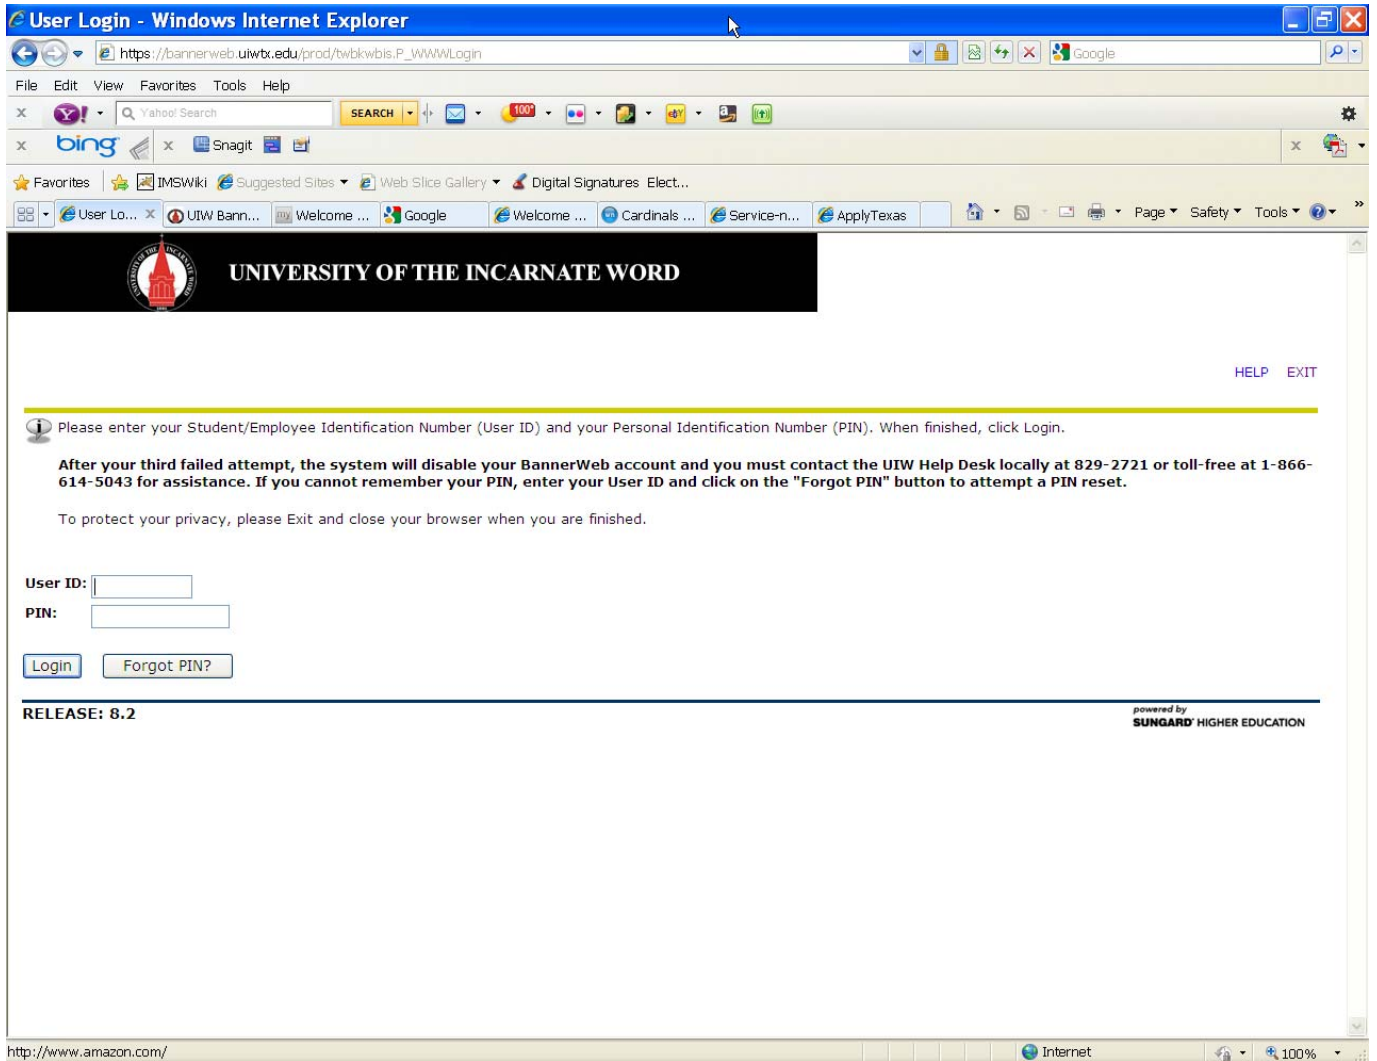 User Login - Windows Internet Explorer
https://bannerweb.uiwtx.edu/prod/twbkwbis.P_WWWLogin
Google
File Edit View Favorites Tools Help
x Y! Yahoo! Search SEARCH 100° eBY a
x bing x Snagit x
Favorites IMSWiki Suggested Sites Web Slice Gallery Digital Signatures Elect...
User Lo... x UIW Bann... my Welcome ... Google Welcome ... Cardinals ... Service-n... ApplyTexas Page Safety Tools »
UNIVERSITY OF THE INCARNATE WORD
HELP EXIT
Please enter your Student/Employee Identification Number (User ID) and your Personal Identification Number (PIN). When finished, click Login.
After your third failed attempt, the system will disable your BannerWeb account and you must contact the UIW Help Desk locally at 829-2721 or toll-free at 1-866-
614-5043 for assistance. If you cannot remember your PIN, enter your User ID and click on the "Forgot PIN" button to attempt a PIN reset.
To protect your privacy, please Exit and close your browser when you are finished.
User ID:
PIN:
Login Forgot PIN?
RELEASE: 8.2
powered by
SUNGARD' HIGHER EDUCATION
http://www.amazon.com/ Internet 100%